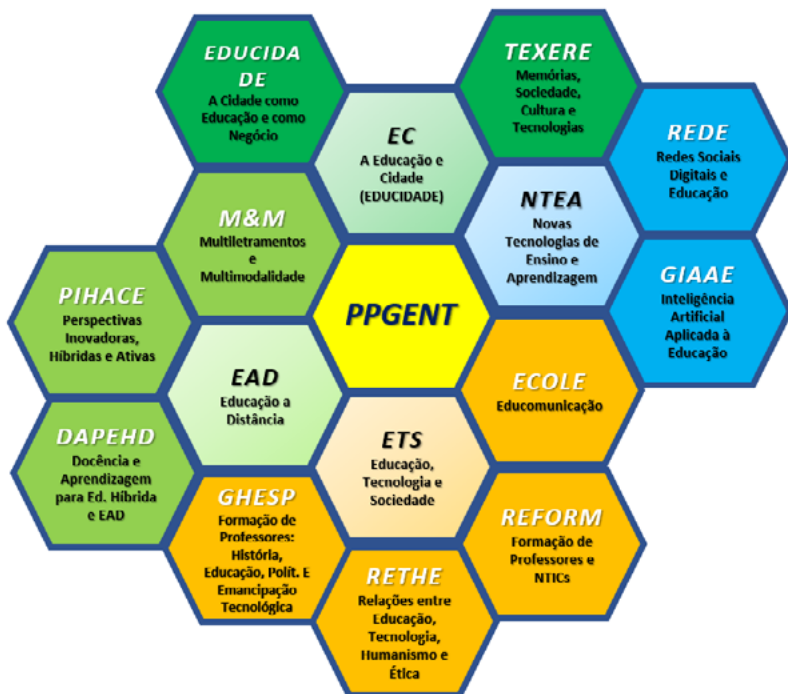 EDUCIDA
DE
A Cidade como
Educação e como
Negócio
TEXERE
Memórias,
Sociedade,
Cultura e
Tecnologias
EC
A Educação e
Cidade
(EDUCIDADE)
REDE
Redes Sociais
Digitais e
Educação
M&M
Multiletramentos
e
Multimodalidade
NTEA
Novas
Tecnologias de
Ensino e
Aprendizagem
PIHACE
Perspectivas
Inovadoras,
Híbridas e Ativas
PPGENT
GIAAE
Inteligência
Artificial
Aplicada à
Educação
EAD
Educação a
Distância
ECOLE
Educomunicação
DAPEHD
Docência e
Aprendizagem
para Ed. Híbrida
e EAD
ETS
Educação,
Tecnologia e
Sociedade
GHESP
Formação de
Professores:
História,
Educação, Polít. E
Emancipação
Tecnológica
REFORM
Formação de
Professores e
NTICs
RETHE
Relações entre
Educação,
Tecnologia,
Humanismo e
Ética